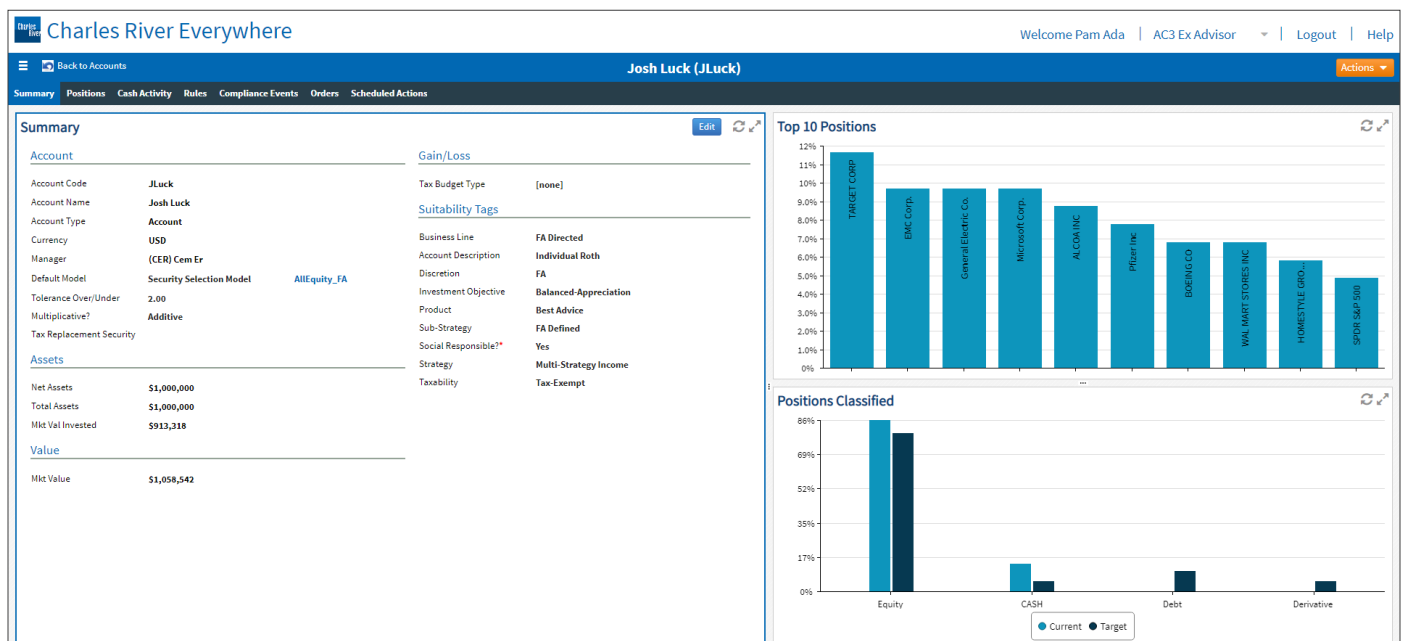 Charles River Charles River Everywhere
Welcome Pam Ada | AC3 Ex Advisor | Logout | Help
Back to Accounts
Josh Luck (JLuck)
Actions
Summary Positions Cash Activity Rules Compliance Events Orders Scheduled Actions
Summary
Edit
Account
Account Code JLuck
Account Name Josh Luck
Account Type Account
Currency USD
Manager (CER) Cem Er
Default Model Security Selection Model AllEquity_FA
Tolerance Over/Under 2.00
Multiplicative? Additive
Tax Replacement Security
Assets
Net Assets $1,000,000
Total Assets $1,000,000
Mkt Val Invested $913,318
Value
Mkt Value $1,058,542
Gain/Loss
Tax Budget Type [none]
Suitability Tags
Business Line FA Directed
Account Description Individual Roth
Discretion FA
Investment Objective Balanced-Appreciation
Product Best Advice
Sub-Strategy FA Defined
Social Responsible?* Yes
Strategy Multi-Strategy Income
Taxability Tax-Exempt
Top 10 Positions
12%
11%
10%
9.0%
8.0%
7.0%
6.0%
5.0%
4.0%
3.0%
2.0%
1.0%
0%
TARGET CORP
EMC Corp.
General Electric Co.
Microsoft Corp.
ALCOA INC
Pfizer Inc
BOEING CO
WAL MART STORES INC
HOMESTYLE GRO...
SPDR S&P 500
Positions Classified
86%
69%
52%
35%
17%
0%
Equity CASH Debt Derivative
Current Target